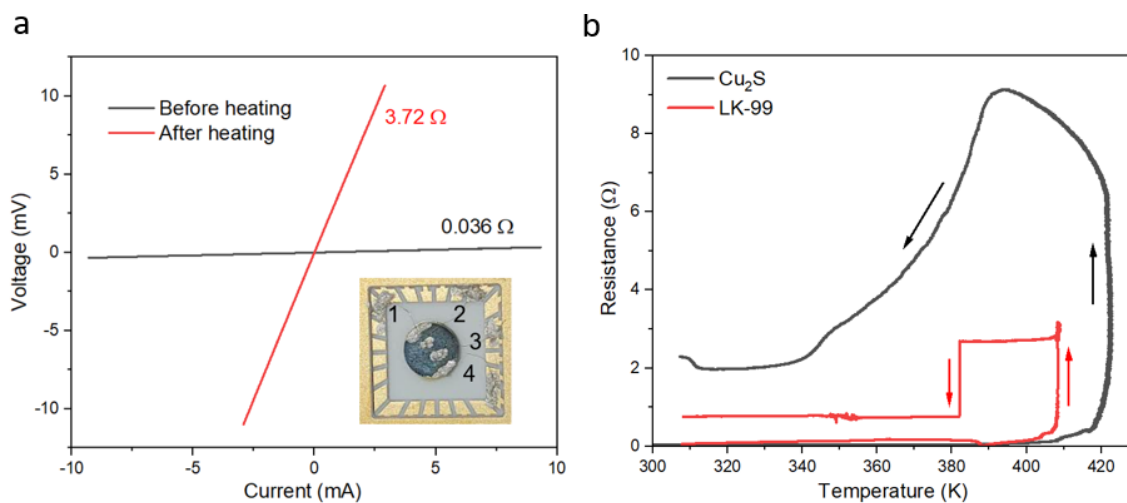 a
10
5
0
-5
-10
Voltage (mV)
Before heating
After heating
3.72 Ω
0.036 Ω
1
2
3
4
-10
-5
0
5
10
Current (mA)
b
10
8
6
4
2
0
Resistance (Ω)
Cu₂S
LK-99
300
320
340
360
380
400
420
Temperature (K)